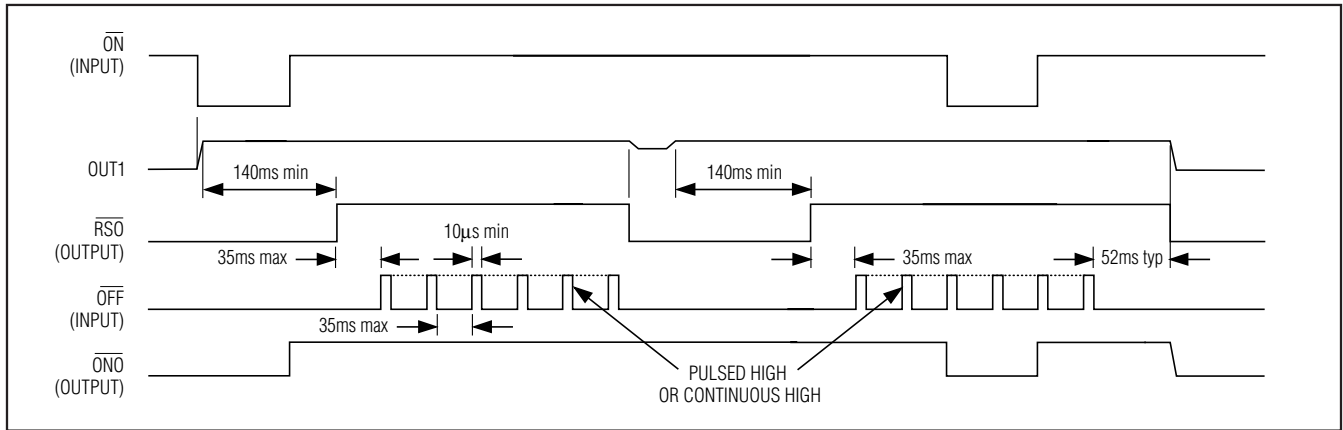 ON
(INPUT)
OUT1
140ms min
140ms min
RSO
(OUTPUT)
10μs min
35ms max
35ms max
52ms typ
OFF
(INPUT)
35ms max
ONO
(OUTPUT)
PULSED HIGH
OR CONTINUOUS HIGH